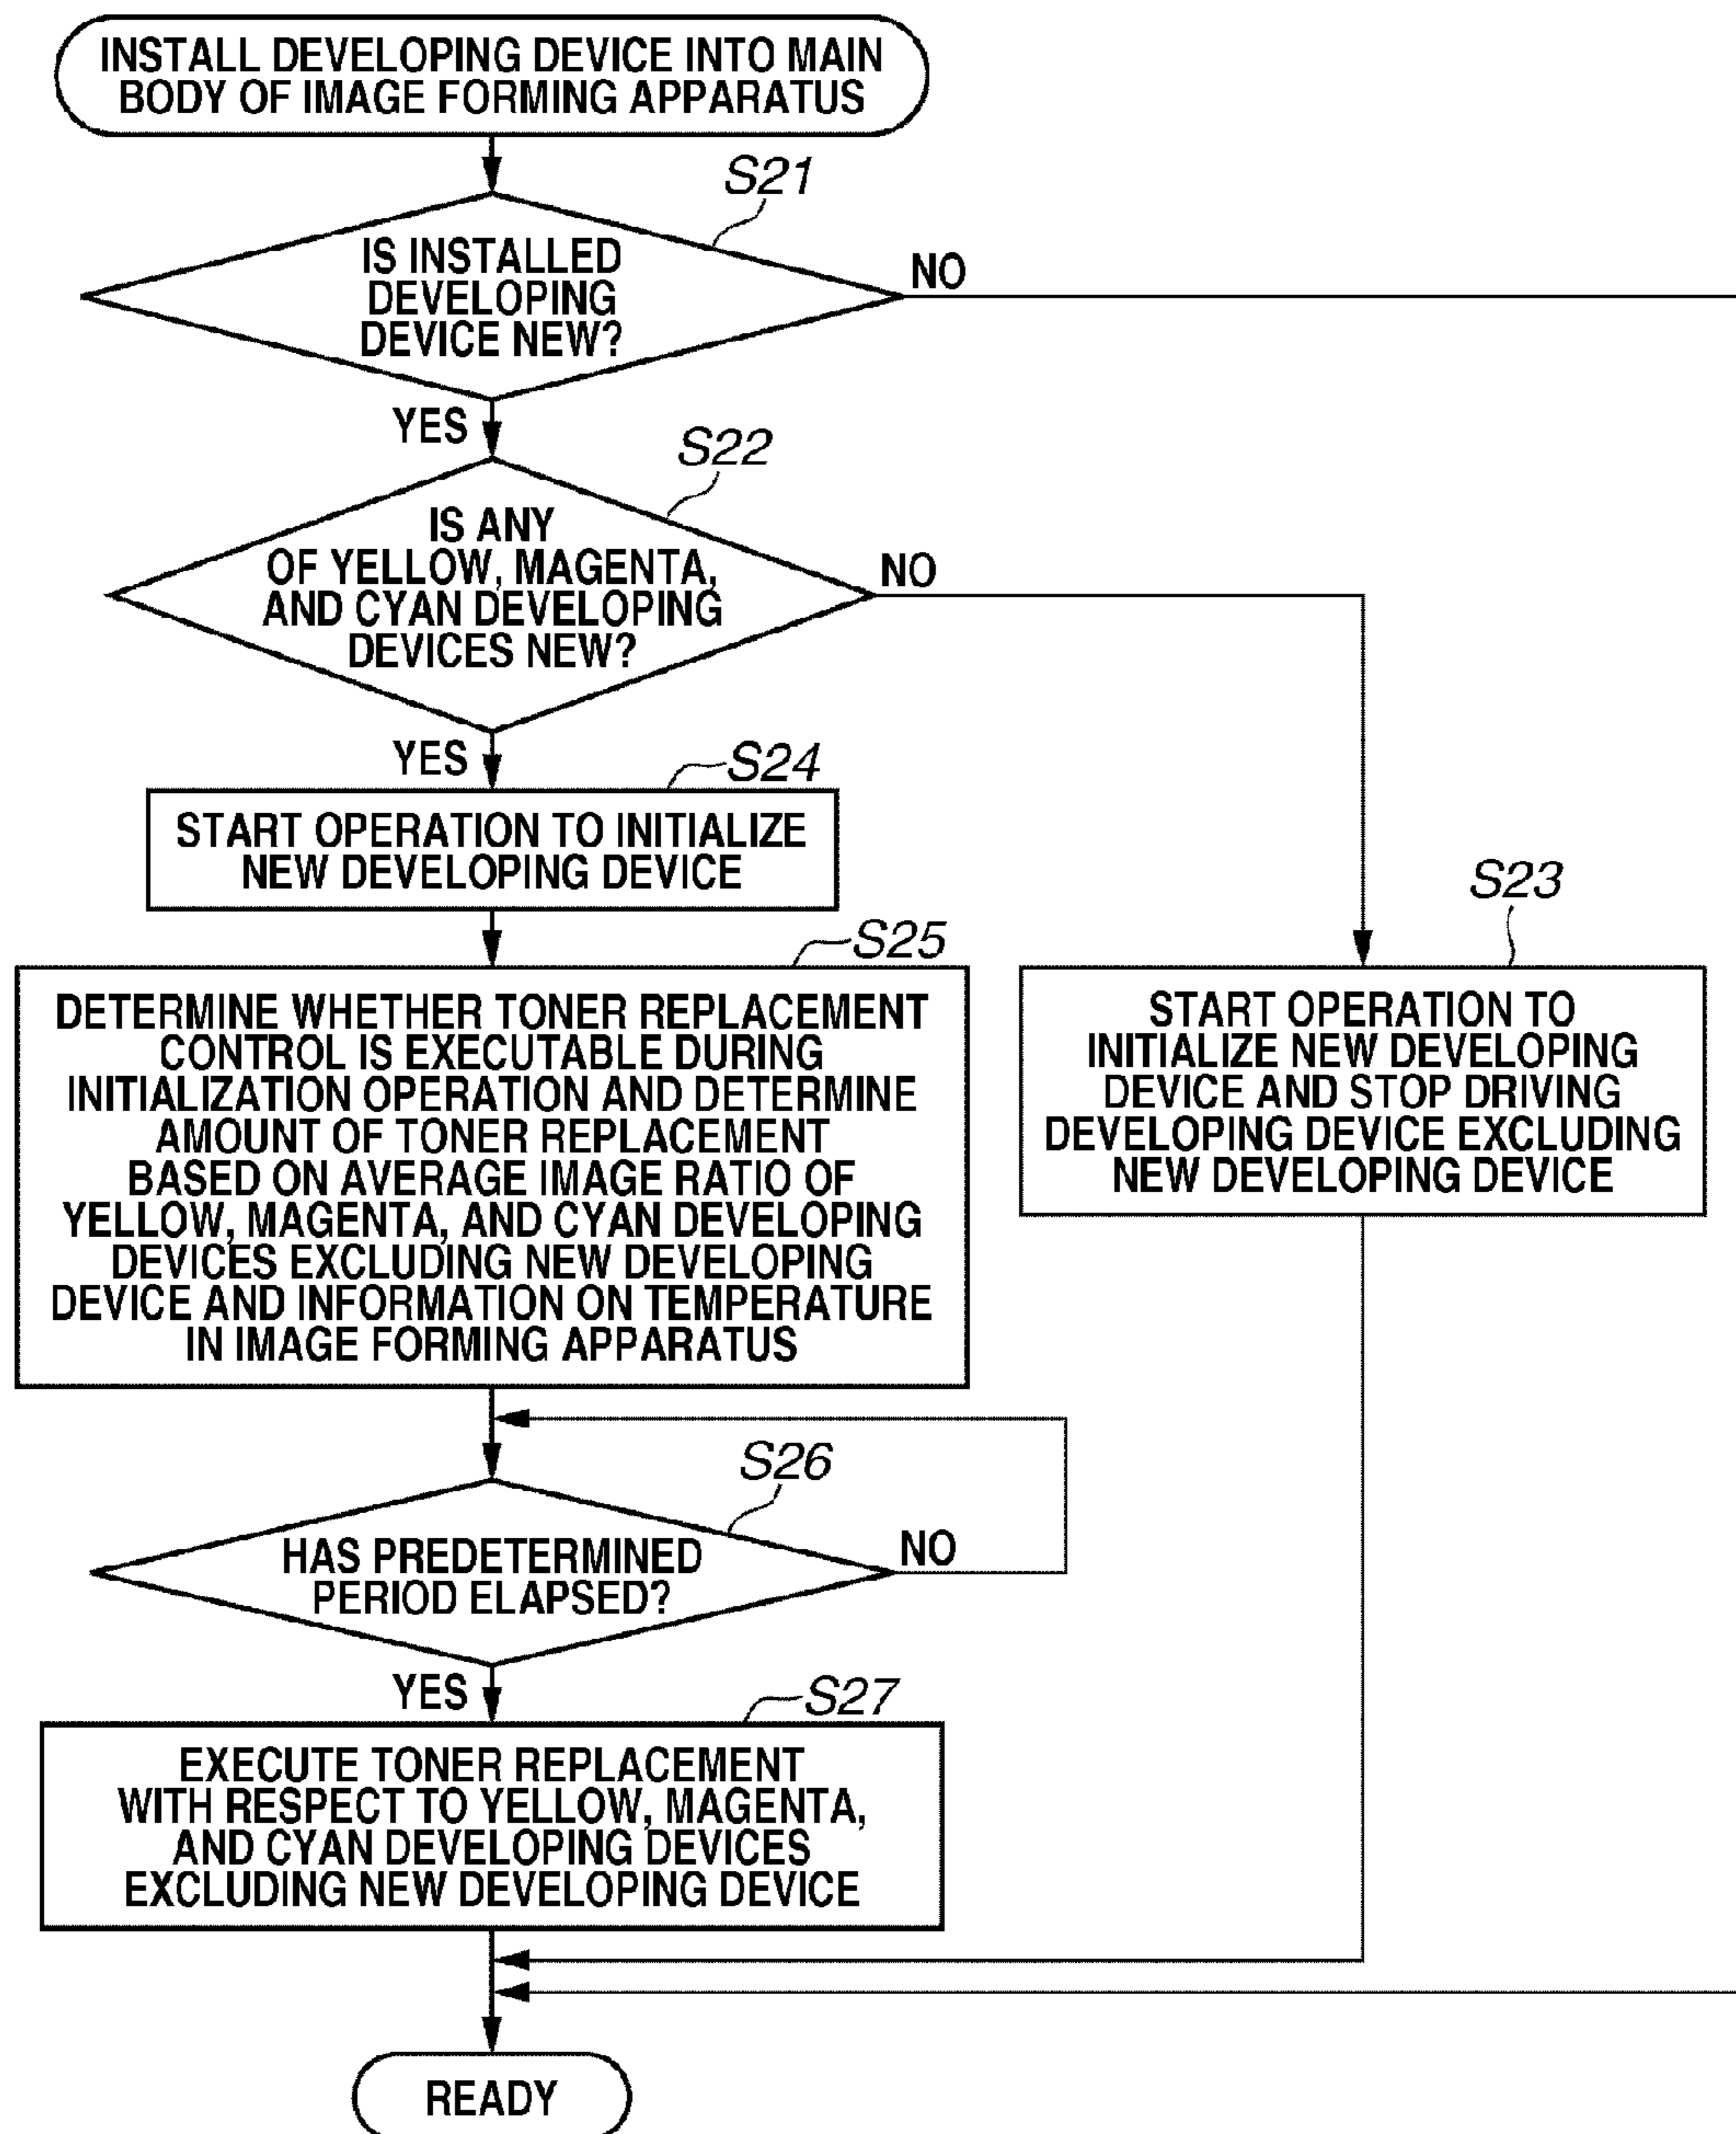 INSTALL DEVELOPING DEVICE INTO MAIN
BODY OF IMAGE FORMING APPARATUS
S21
IS INSTALLED
DEVELOPING
DEVICE NEW?
NO
YES
S22
IS ANY
OF YELLOW, MAGENTA,
AND CYAN DEVELOPING
DEVICES NEW?
NO
YES
S24
START OPERATION TO INITIALIZE
NEW DEVELOPING DEVICE
S23
START OPERATION TO
INITIALIZE NEW DEVELOPING
DEVICE AND STOP DRIVING
DEVELOPING DEVICE EXCLUDING
NEW DEVELOPING DEVICE
S25
DETERMINE WHETHER TONER REPLACEMENT
CONTROL IS EXECUTABLE DURING
INITIALIZATION OPERATION AND DETERMINE
AMOUNT OF TONER REPLACEMENT
BASED ON AVERAGE IMAGE RATIO OF
YELLOW, MAGENTA, AND CYAN DEVELOPING
DEVICES EXCLUDING NEW DEVELOPING
DEVICE AND INFORMATION ON TEMPERATURE
IN IMAGE FORMING APPARATUS
S26
HAS PREDETERMINED
PERIOD ELAPSED?
NO
YES
S27
EXECUTE TONER REPLACEMENT
WITH RESPECT TO YELLOW, MAGENTA,
AND CYAN DEVELOPING DEVICES
EXCLUDING NEW DEVELOPING DEVICE
READY